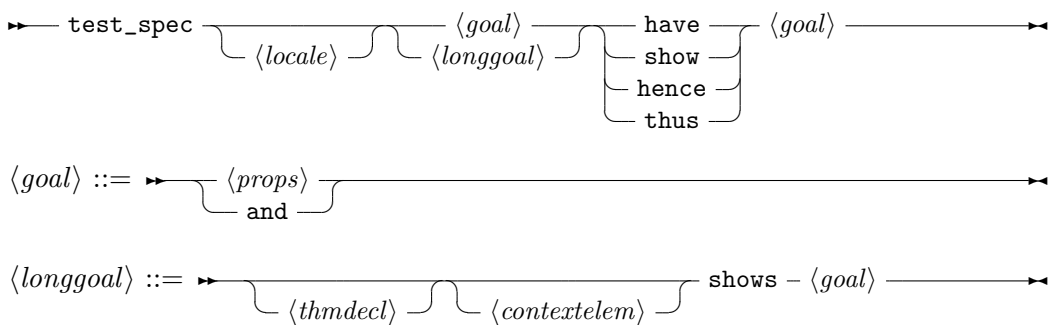 test_spec ⟨goal⟩ have ⟨goal⟩
⟨locale⟩ ⟨longgoal⟩ show
hence
thus
⟨goal⟩ ::= ⟨props⟩
and
⟨longgoal⟩ ::= shows ⟨goal⟩
⟨thmdecl⟩ ⟨contextelem⟩